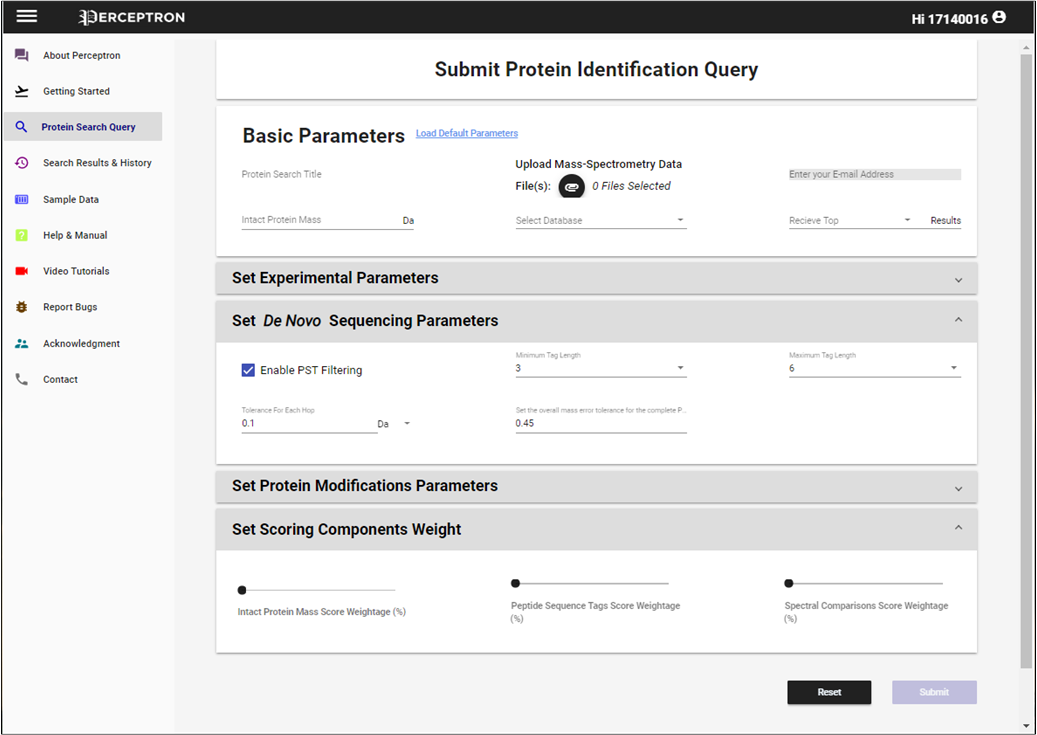 PERCEPTRON
Hi 17140016
About Perceptron
Getting Started
Protein Search Query
Search Results & History
Sample Data
Help & Manual
Video Tutorials
Report Bugs
Acknowledgment
Contact
Submit Protein Identification Query
Basic Parameters Load Default Parameters
Protein Search Title
Upload Mass-Spectrometry Data
File(s): 0 Files Selected
Enter your E-mail Address
Intact Protein Mass Da
Select Database
Recieve Top Results
Set Experimental Parameters
Set De Novo Sequencing Parameters
Enable PST Filtering
Minimum Tag Length
3
Maximum Tag Length
6
Tolerance For Each Hop
0.1 Da
Set the overall mass error tolerance for the complete P...
0.45
Set Protein Modifications Parameters
Set Scoring Components Weight
Intact Protein Mass Score Weightage (%)
Peptide Sequence Tags Score Weightage
(%)
Spectral Comparisons Score Weightage
(%)
Reset
Submit